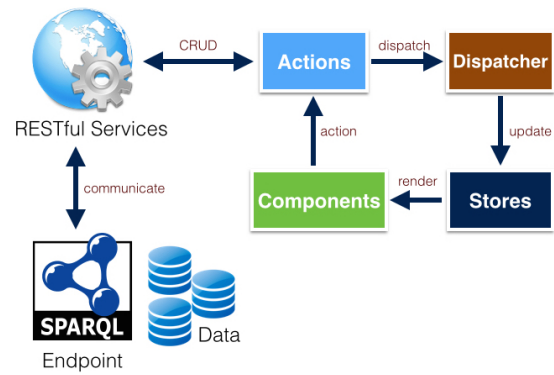 CRUD
Actions
dispatch
Dispatcher
RESTful Services
action
update
communicate
Components
render
Stores
SPARQL
Data
Endpoint